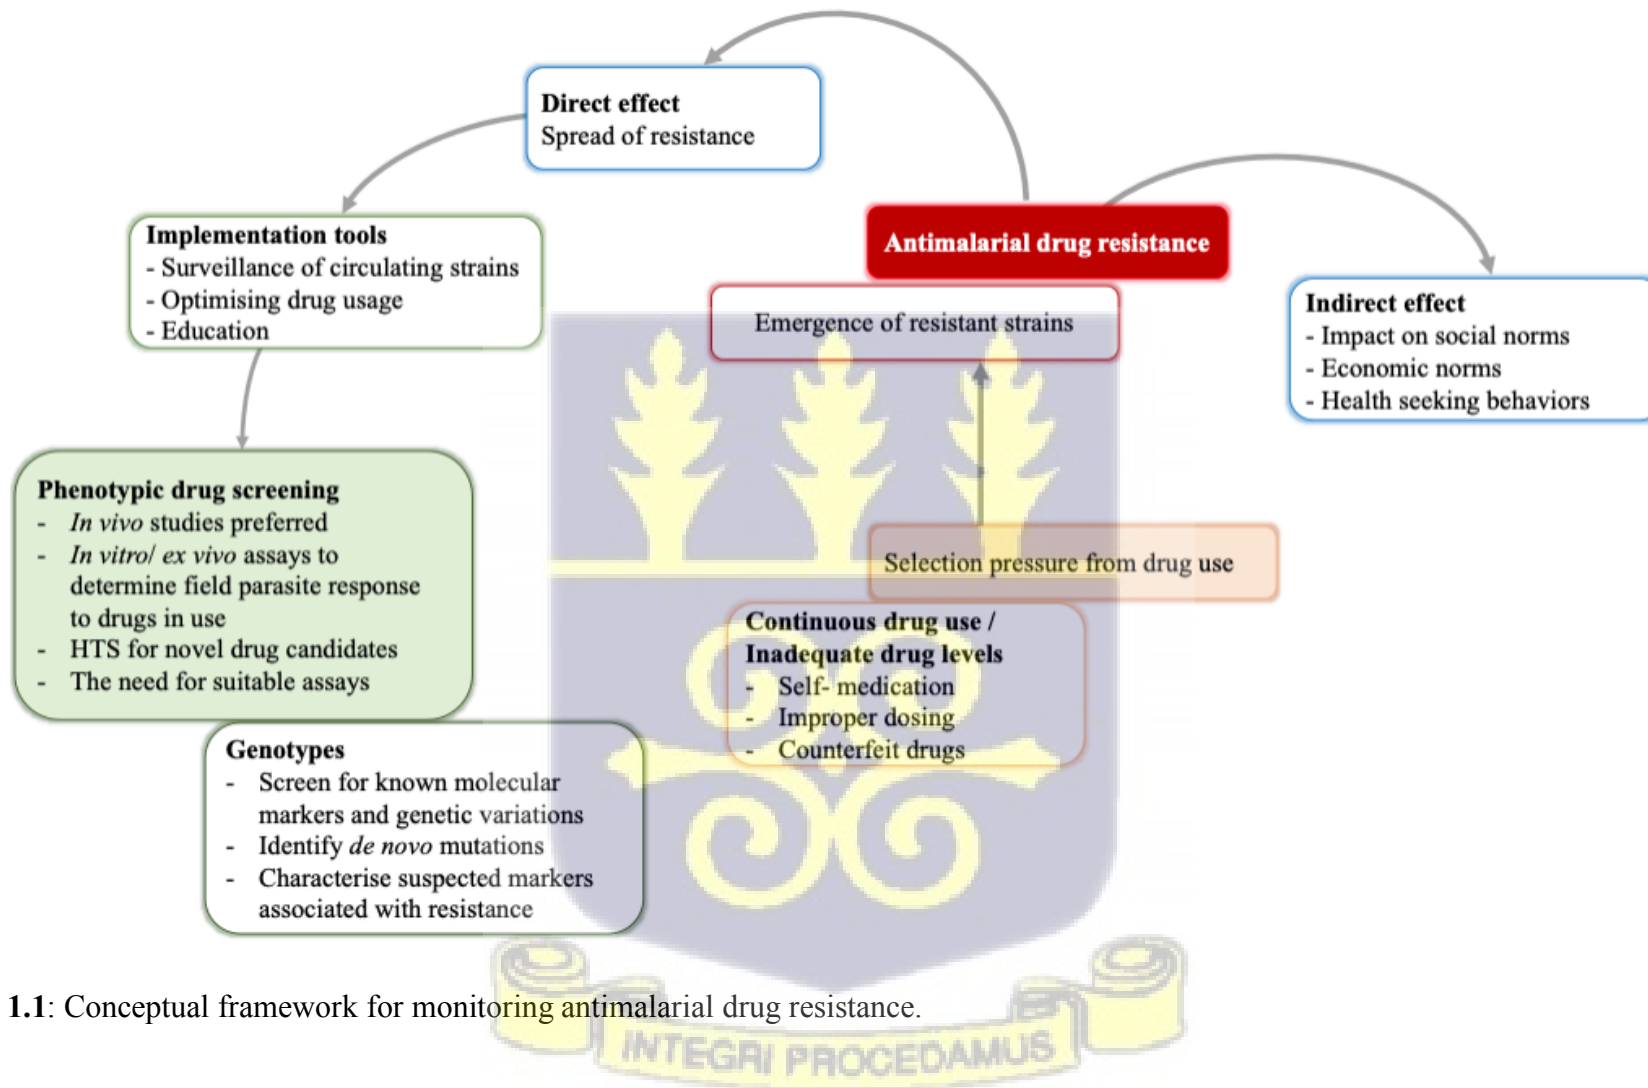 Direct effect
Spread of resistance
Antimalarial drug resistance
Emergence of resistant strains
Indirect effect
- Impact on social norms
- Economic norms
- Health seeking behaviors
Implementation tools
- Surveillance of circulating strains
- Optimising drug usage
- Education
Phenotypic drug screening
- In vivo studies preferred
- In vitro/ ex vivo assays to
determine field parasite response
to drugs in use
- HTS for novel drug candidates
- The need for suitable assays
Selection pressure from drug use
Continuous drug use /
Inadequate drug levels
- Self- medication
- Improper dosing
- Counterfeit drugs
Genotypes
- Screen for known molecular
markers and genetic variations
- Identify de novo mutations
- Characterise suspected markers
associated with resistance
1.1: Conceptual framework for monitoring antimalarial drug resistance.
INTEGRI PROCEDAMUS